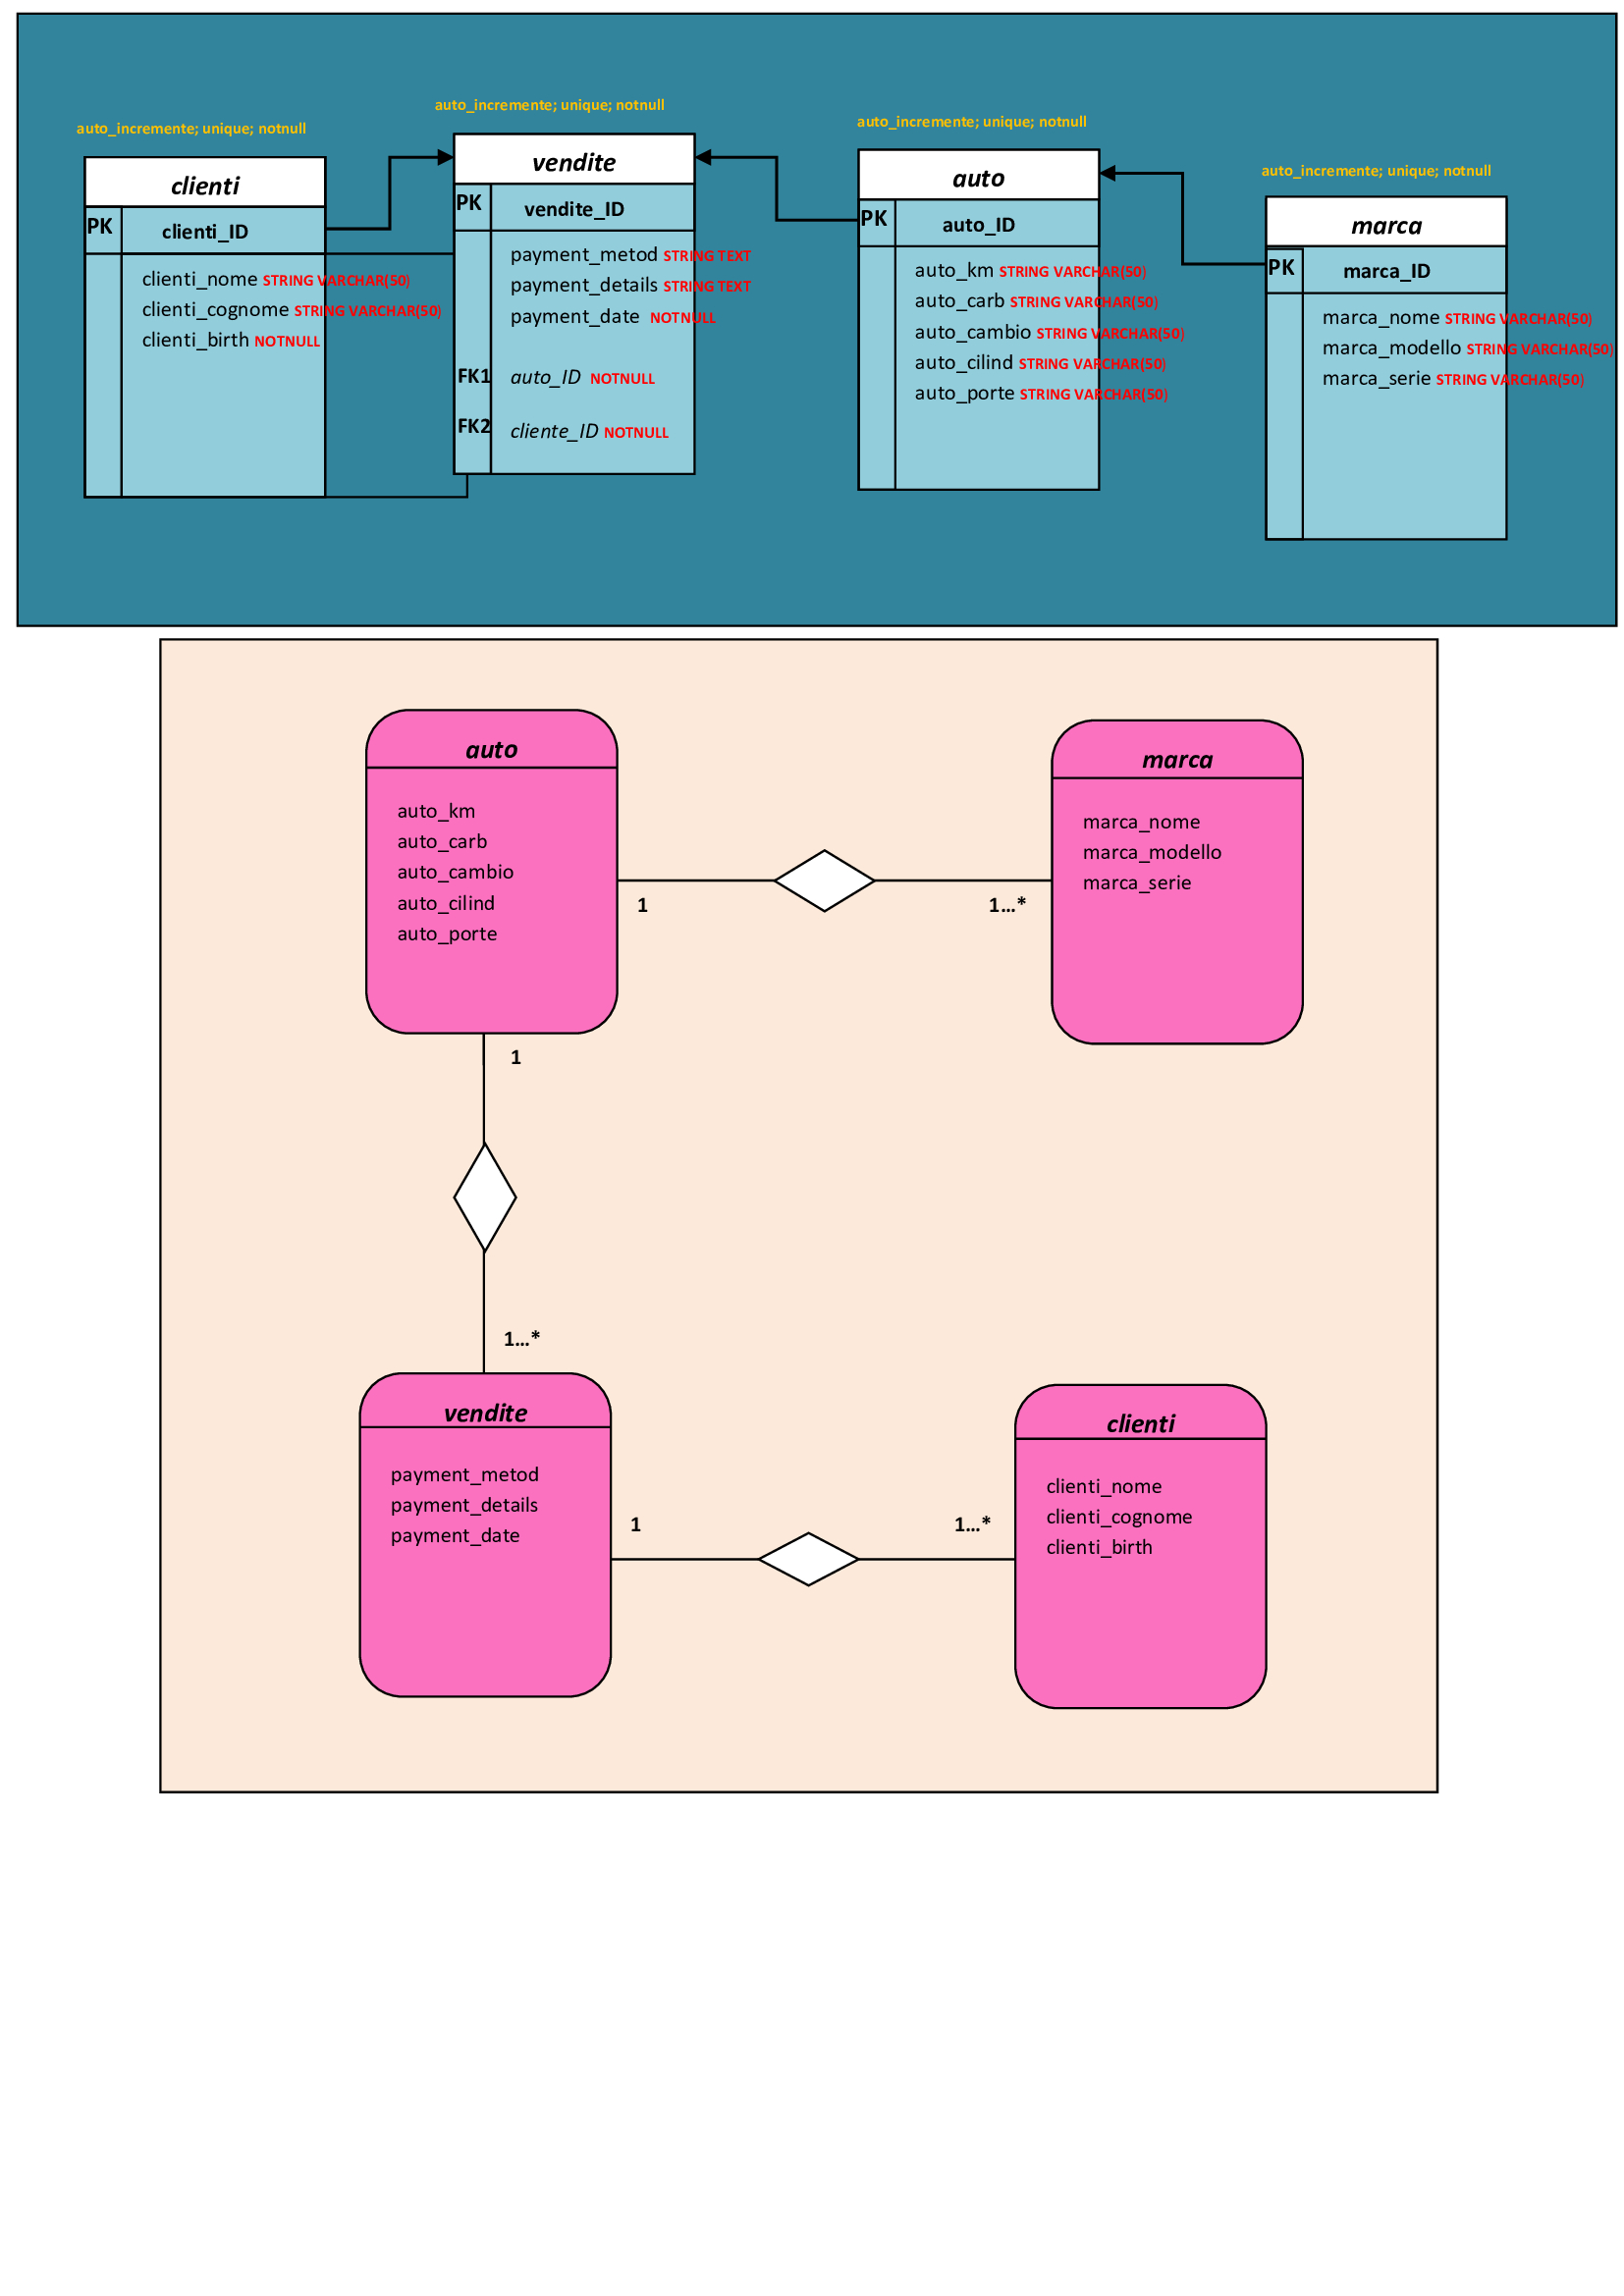 auto_incremente; unique; notnull
clienti
PK
clienti_ID
clienti_nome STRING VARCHAR(50)
clienti_cognome STRING VARCHAR(50)
clienti_birth NOTNULL
auto_incremente; unique; notnull
vendite
PK
vendite_ID
payment_metod STRING TEXT
payment_details STRING TEXT
payment_date NOTNULL
FK1 auto_ID NOTNULL
FK2 cliente_ID NOTNULL
auto_incremente; unique; notnull
auto
PK
auto_ID
auto_km STRING VARCHAR(50)
auto_carb STRING VARCHAR(50)
auto_cambio STRING VARCHAR(50)
auto_cilind STRING VARCHAR(50)
auto_porte STRING VARCHAR(50)
auto_incremente; unique; notnull
marca
PK
marca_ID
marca_nome STRING VARCHAR(50)
marca_modello STRING VARCHAR(50)
marca_serie STRING VARCHAR(50)
auto
auto_km
auto_carb
auto_cambio
auto_cilind
auto_porte
1
1...*
marca
marca_nome
marca_modello
marca_serie
1
1...*
vendite
payment_metod
payment_details
payment_date
1
1...*
clienti
clienti_nome
clienti_cognome
clienti_birth